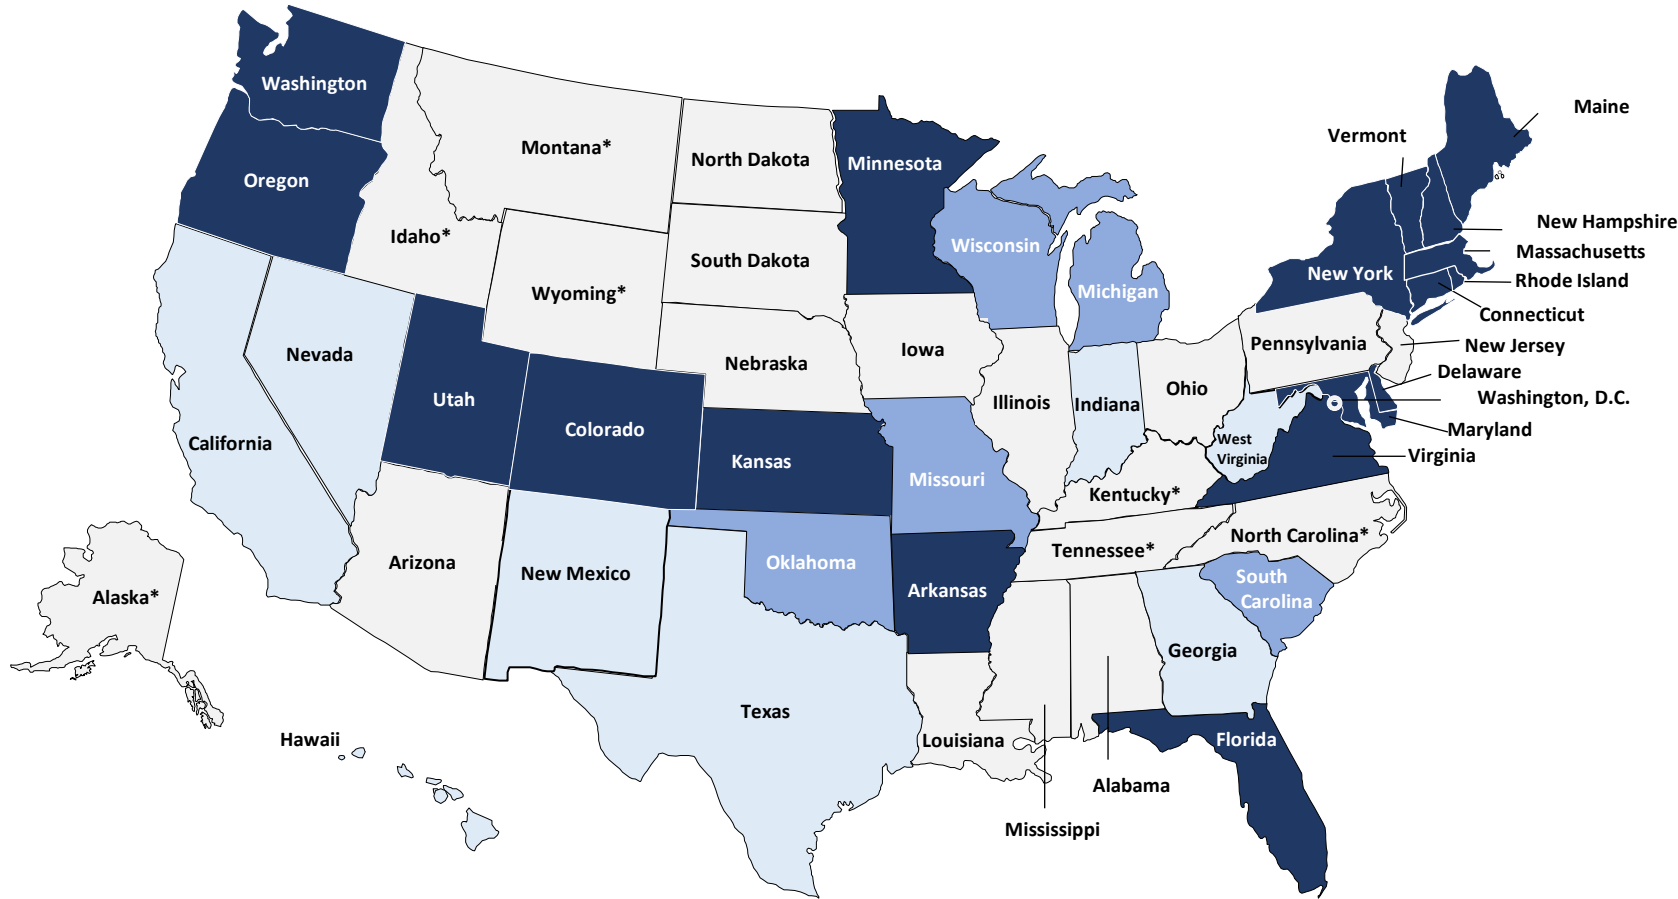 Washington
Maine
Vermont
Montana*
North Dakota
Minnesota
Oregon
New Hampshire
Idaho*
Wisconsin
Massachusetts
South Dakota
New York
Rhode Island
Wyoming*
Michigan
Connecticut
Nevada
Nebraska
Iowa
Pennsylvania
New Jersey
Delaware
Utah
Illinois
Indiana
Ohio
Washington, D.C.
California
Colorado
Maryland
West
Virginia
Kansas
Virginia
Missouri
Kentucky*
Arizona
New Mexico
Oklahoma
Tennessee*
North Carolina*
Alaska*
Arkansas
South
Carolina
Georgia
Texas
Hawaii
Louisiana
Florida
Alabama
Mississippi